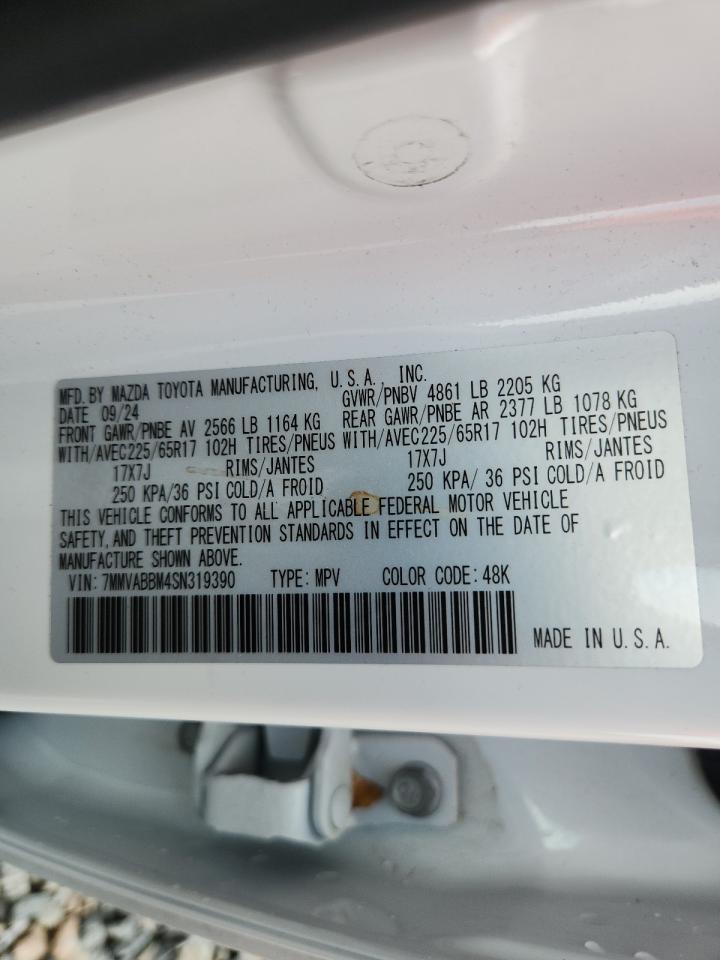 MFD. BY MAZDA TOYOTA MANUFACTURING, U.S.A. INC.
DATE 09/24 GVWR/PNBV 4861 LB 2205 KG
FRONT GAWR/PNBE AV 2566 LB 1164 KG REAR GAWR/PNBE AR 2377 LB 1078 KG
WITH/AVEC225/65R17 102H TIRES/PNEUS WITH/AVEC225/65R17 102H TIRES/PNEUS
17X7J RIMS/JANTES 17X7J RIMS/JANTES
250 KPA/36 PSI COLD/A FROID 250 KPA/ 36 PSI COLD/A FROID
THIS VEHICLE CONFORMS TO ALL APPLICABLE FEDERAL MOTOR VEHICLE
SAFETY, AND THEFT PREVENTION STANDARDS IN EFFECT ON THE DATE OF
MANUFACTURE SHOWN ABOVE.
VIN: 7MMVABBM4SN319390 TYPE: MPV COLOR CODE: 48K
MADE IN U.S.A.